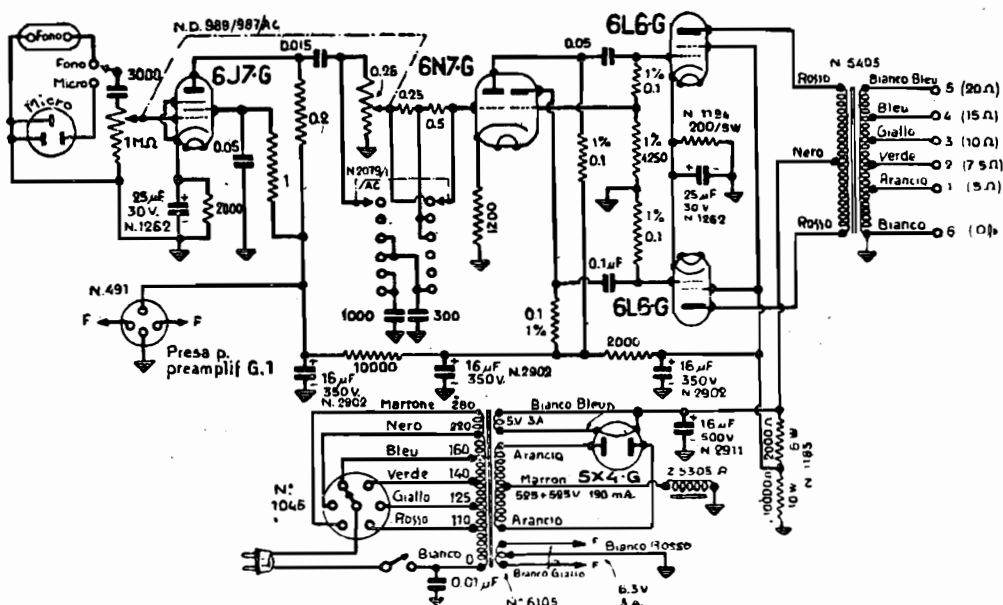 N.D. 989/987/AC
Fono
Fono
Micro
Micro
3000
1MΩ
6J7·G
0.05
25µF
30V.
N.1262
2000
1
0.2
0.015
0.25
0.25
0.5
N2079/1
/AC
6N7·G
1200
0.05
1%
0.1
1%
0.1
1%
4250
1%
0.1
0.1µF
0.1
1%
6L6·G
N 1194
200/5W
25µF
30 V
N 1262
6L6·G
Rosso
Nero
Rosso
N 5405
Bianco Bleu 5 (20Ω)
Bleu 4 (15Ω)
Giallo 3 (10Ω)
Verde 2 (7 5Ω)
Arancio 1 (5Ω)
Bianco 6
N.491
F
F
Presa p.
preamplif G.1
1000
300
16µF
350V.
N.2902
10000
16µF
350V.
N.2902
2000
16µF
350V.
N 2902
Marrone 280
Nero 220
Bleu 160
Verde 140
Giallo 125
Rosso 110
Bianco 0
N°
1046
0.01µF
Bianco Bleu
5V 3A
Arancio
Marron
5X4·G
525+525V 190 mA.
Arancio
F Bianco Rosso
Bianco Giallo F
N° 6105
6.3V
3 A.
16µF
500V
N 2911
2 5305 R
2000Ω
6W
10000Ω
10W
N 1185